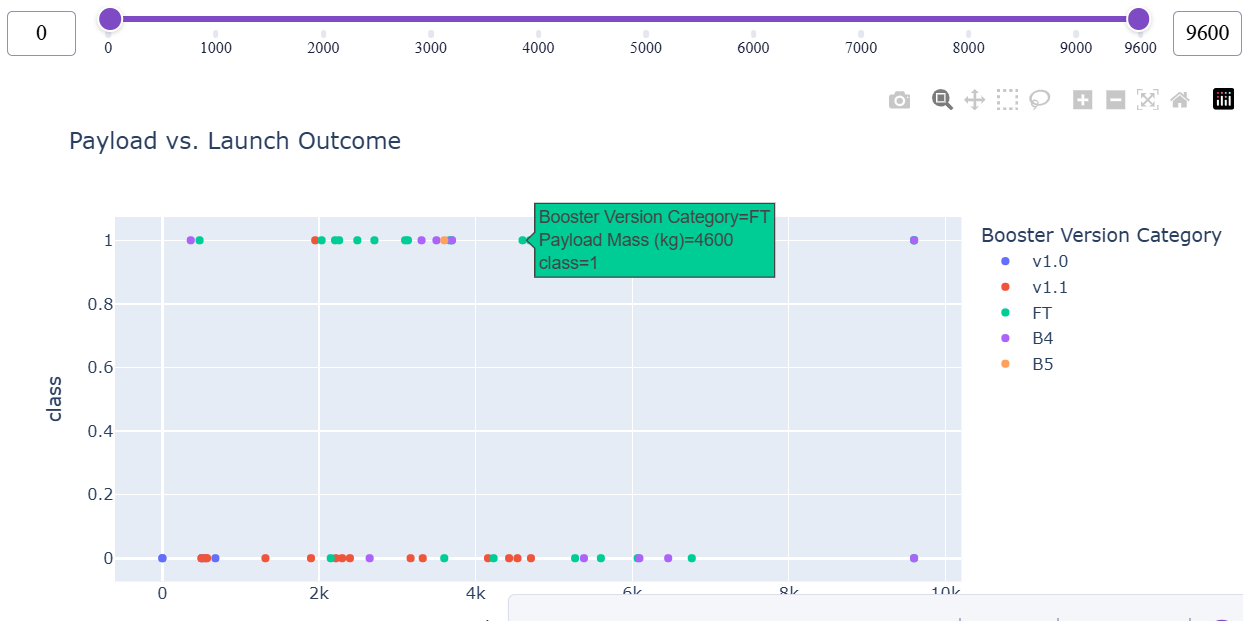 0
0 1000 2000 3000 4000 5000 6000 7000 8000 9000 9600
9600
Payload vs. Launch Outcome
Booster Version Category=FT
Payload Mass (kg)=4600
class=1
Booster Version Category
v1.0
v1.1
FT
B4
B5
1
0.8
0.6
0.4
0.2
0
class
0 2k 4k 6k 8k 10k